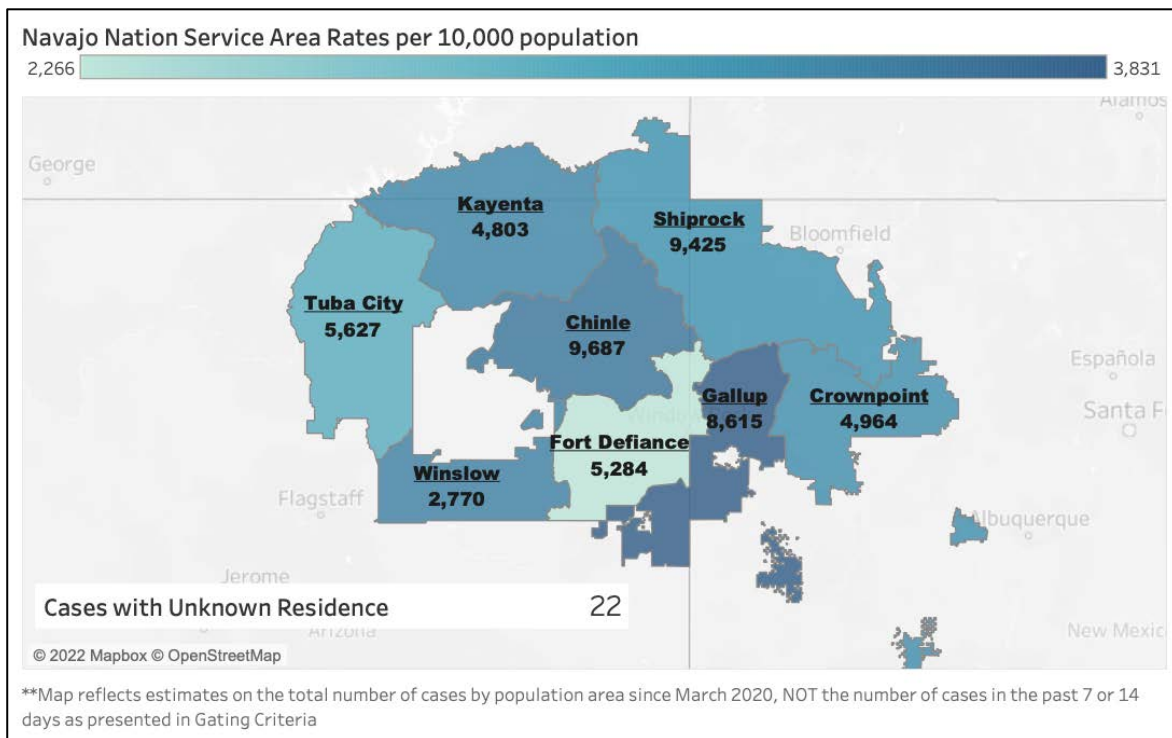 Navajo Nation Service Area Rates per 10,000 population
2,266
3,831
Alamos
George
Kayenta
4,803
Shiprock
9,425
Bloomfield
Tuba City
5,627
Chinle
9,687
Española
Gallup
8,615
Crownpoint
4,964
Santa F
Window
Fort Defiance
5,284
Winslow
2,770
Flagstaff
Albuquerque
Jerome
Cases with Unknown Residence 22
Arizona
New Mexic
© 2022 Mapbox © OpenStreetMap
**Map reflects estimates on the total number of cases by population area since March 2020, NOT the number of cases in the past 7 or 14
days as presented in Gating Criteria